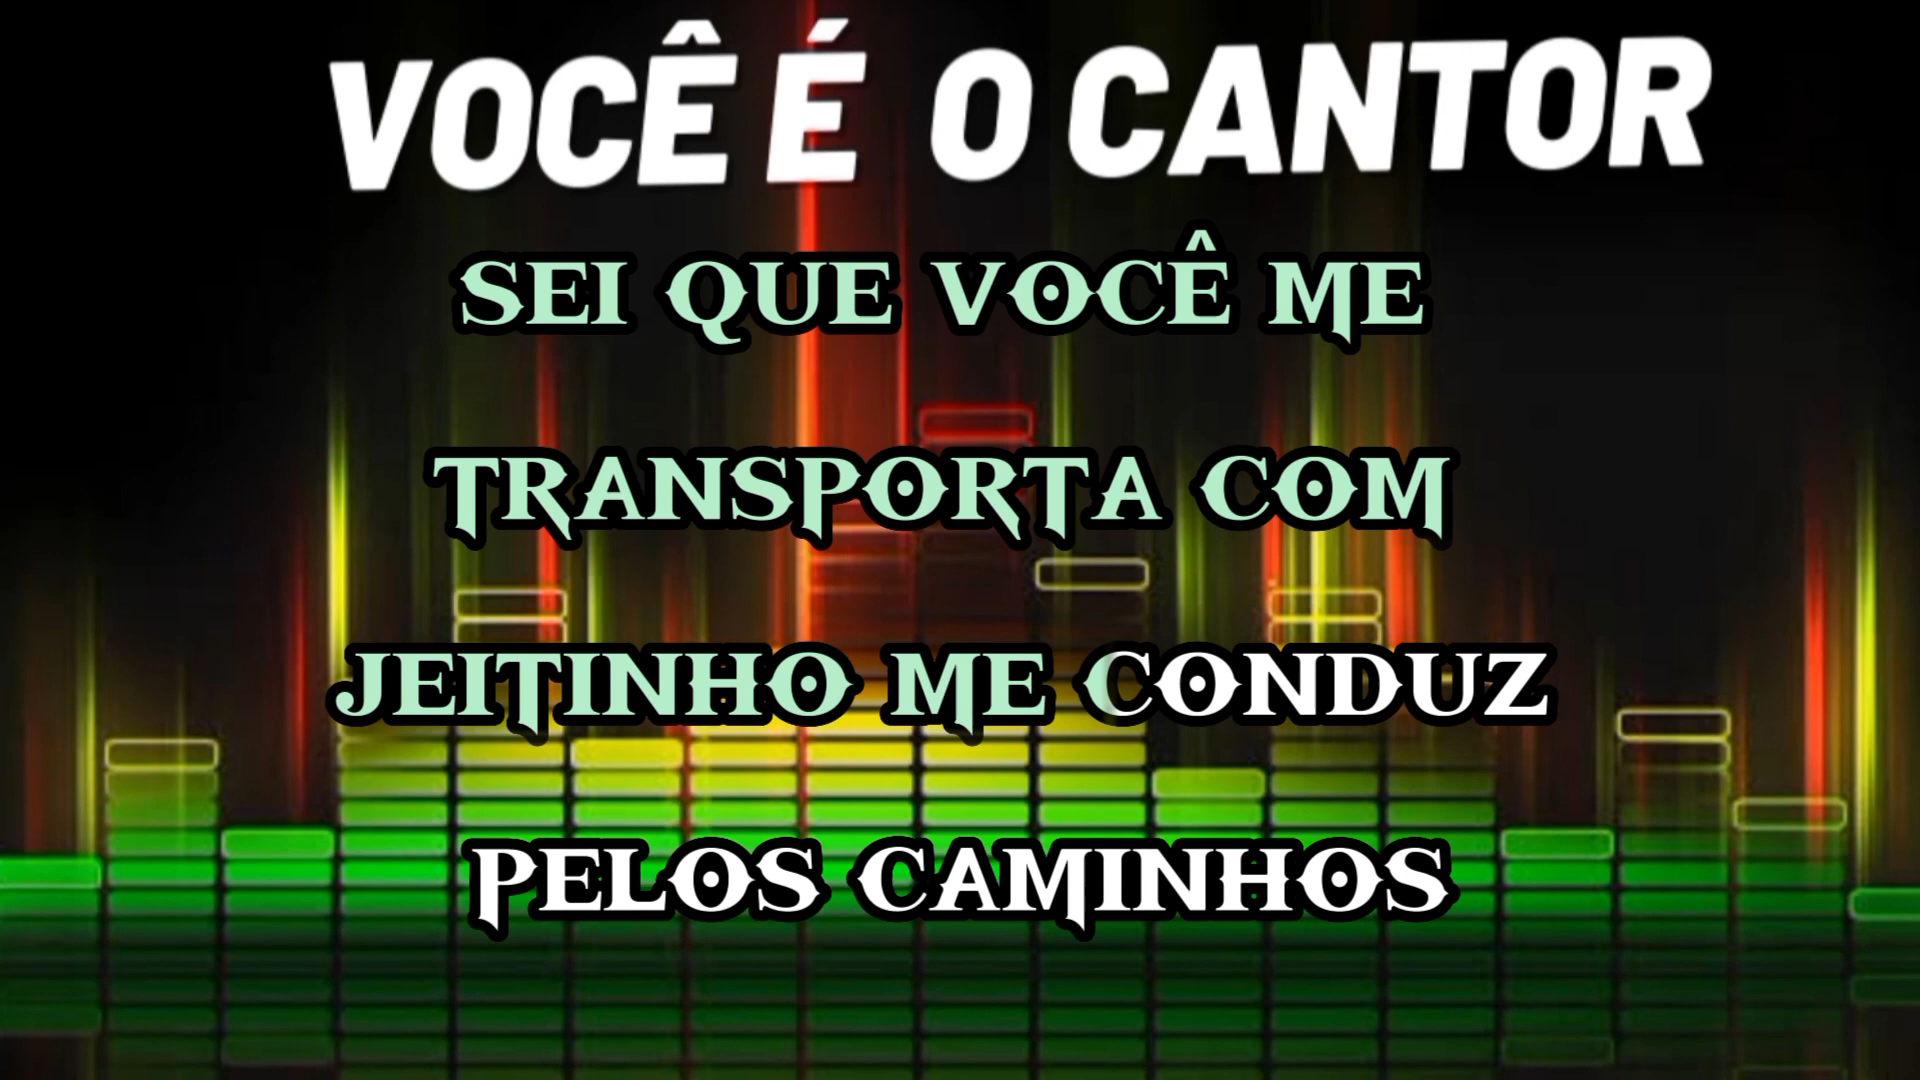 VOCÊ É O CANTOR
SEI QUE VOCÊ ME
TRANSPORTA COM
JEITINHO ME CONDUZ
PELOS CAMINHOS